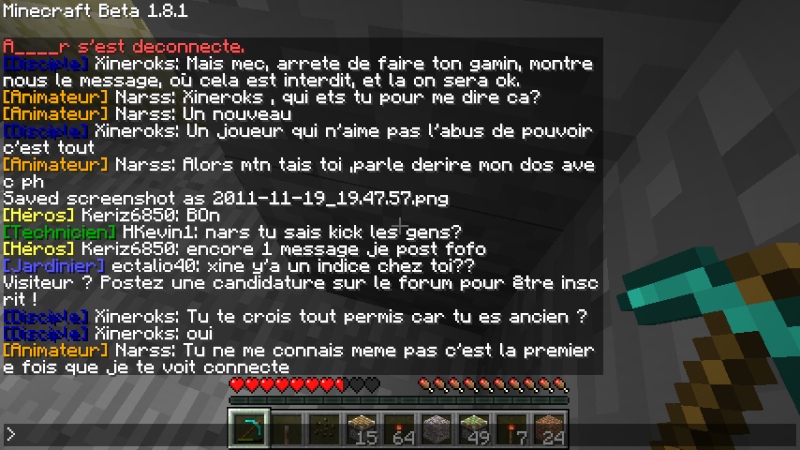 Minecraft Beta 1.8.1
A____r s'est deconnecte.
[Disciple] Xineroks: Mais mec, arrete de faire ton gamin, montre
nous le message, où cela est interdit, et la on sera ok.
[Animateur] Narss: Xineroks , qui ets tu pour me dire ca?
[Animateur] Narss: Un nouveau
[Disciple] Xineroks: Un joueur qui n'aime pas l'abus de pouvoir
c'est tout
[Animateur] Narss: Alors mtn tais toi ,parle derire mon dos ave
c ph
Saved screenshot as 2011-11-19_19.47.57.png
[Héros] Keriz6850: BOn
[Technicien] HKevin1: nars tu sais kick les gens?
[Héros] Keriz6850: encore 1 message je post fofo
[Jardinier] ectalio40: xine y'a un indice chez toi??
Visiteur ? Postez une candidature sur le forum pour être inscr
it !
[Disciple] Xineroks: Tu te crois tout permis car tu es ancien ?
[Disciple] Xineroks: oui
[Animateur] Narss: Tu ne me connais meme pas c'est la premier
e fois que je te voit connecte
15 64 49 7 24
>